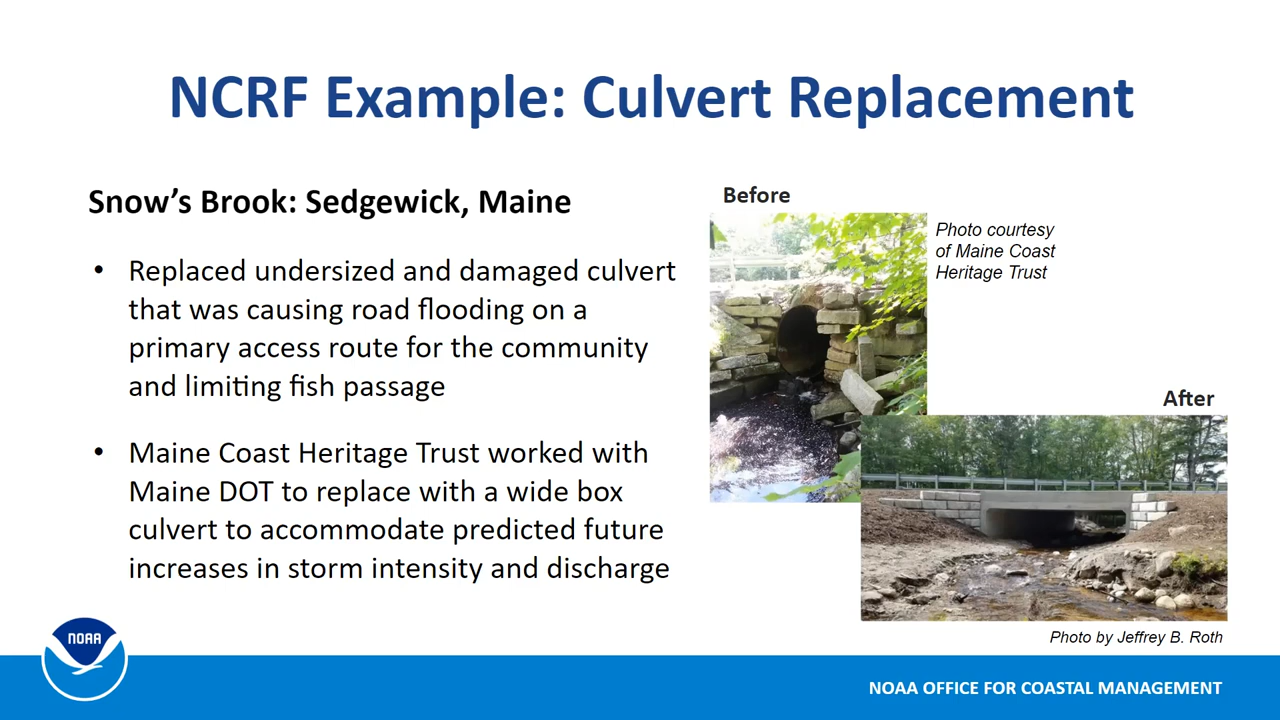 NCRF Example: Culvert Replacement
Snow’s Brook: Sedgewick, Maine
• Replaced undersized and damaged culvert
that was causing road flooding on a
primary access route for the community
and limiting fish passage
• Maine Coast Heritage Trust worked with
Maine DOT to replace with a wide box
culvert to accommodate predicted future
increases in storm intensity and discharge
Before
Photo courtesy
of Maine Coast
Heritage Trust
After
Photo by Jeffrey B. Roth
NOAA
NOAA OFFICE FOR COASTAL MANAGEMENT